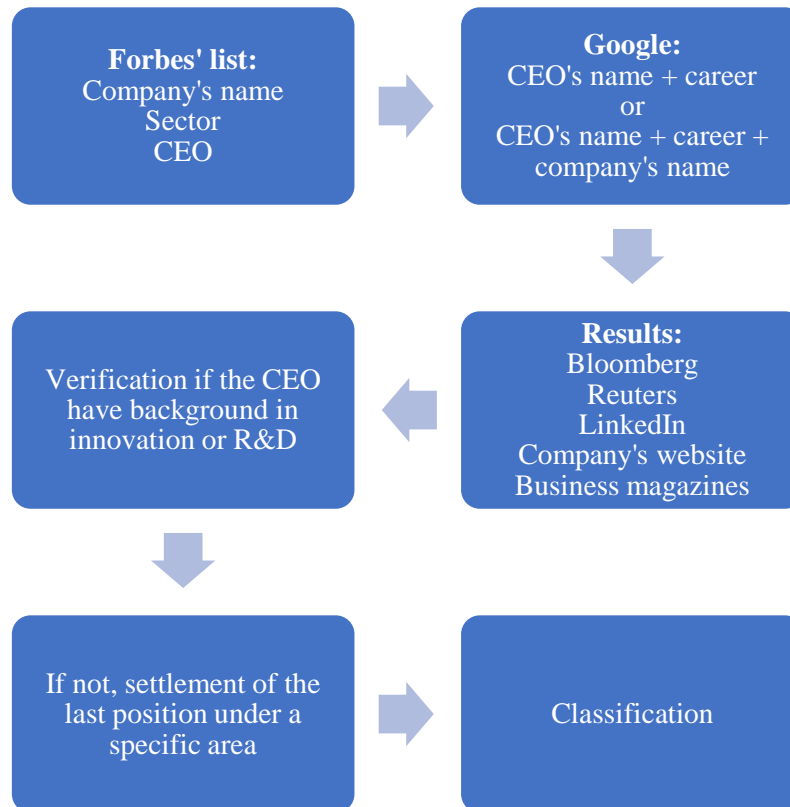 Forbes' list:
Company's name
Sector
CEO
Google:
CEO's name + career
or
CEO's name + career +
company's name
Results:
Bloomberg
Reuters
LinkedIn
Company's website
Business magazines
Verification if the CEO
have background in
innovation or R&D
If not, settlement of the
last position under a
specific area
Classification